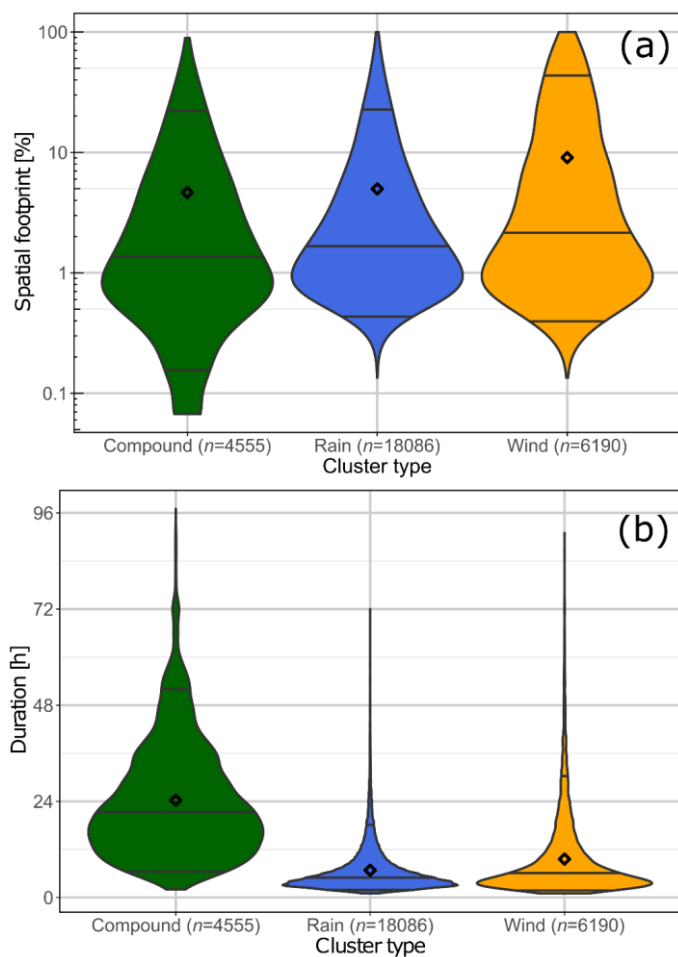 (a)
Spatial footprint [%]
100
10
1
0.1
Compound (n=4555) Rain (n=18086) Wind (n=6190)
Cluster type
(b)
Duration [h]
96
72
48
24
0
Compound (n=4555) Rain (n=18086) Wind (n=6190)
Cluster type